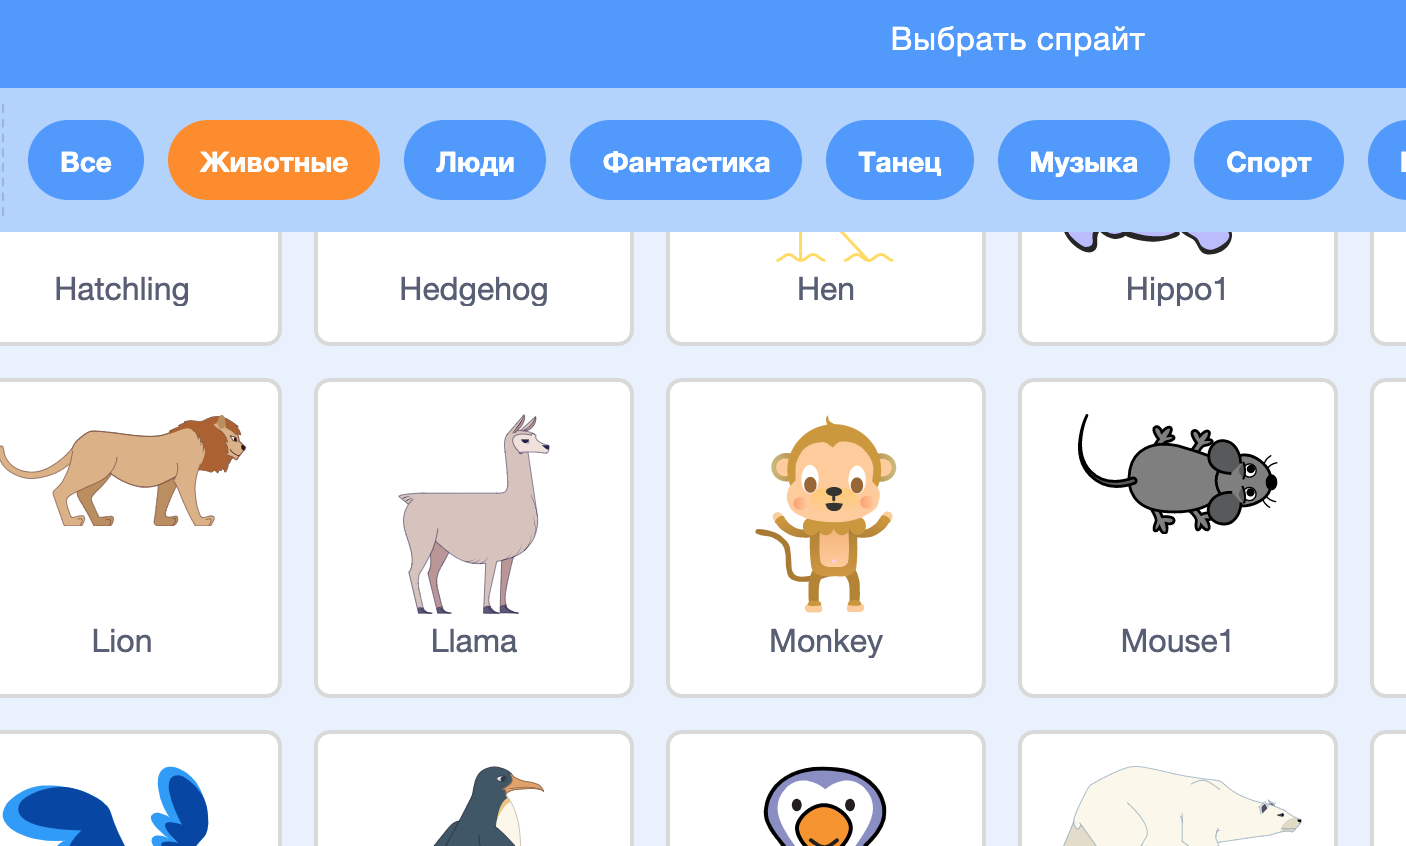 Выбрать спрайт
Все Животные Люди Фантастика Танец Музыка Спорт
Hatchling Hedgehog Hen Hippo1
Lion Llama Monkey Mouse1